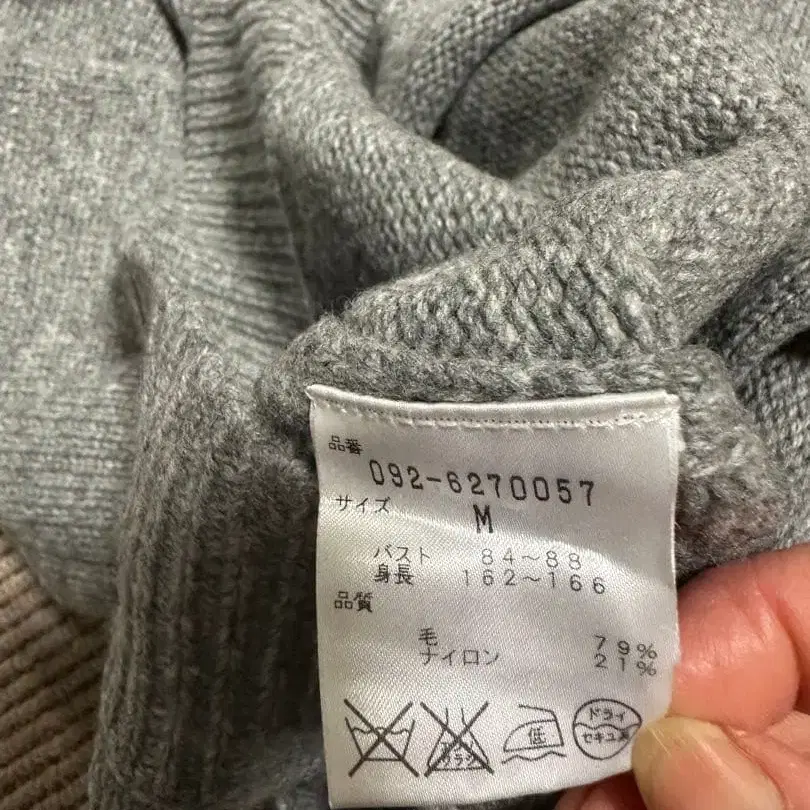 品番
092-6270057
サイズ
M
バスト 84～88
身長 162～166
品質
毛 79%
ナイロン 21%
低
ドライ
セキユ系